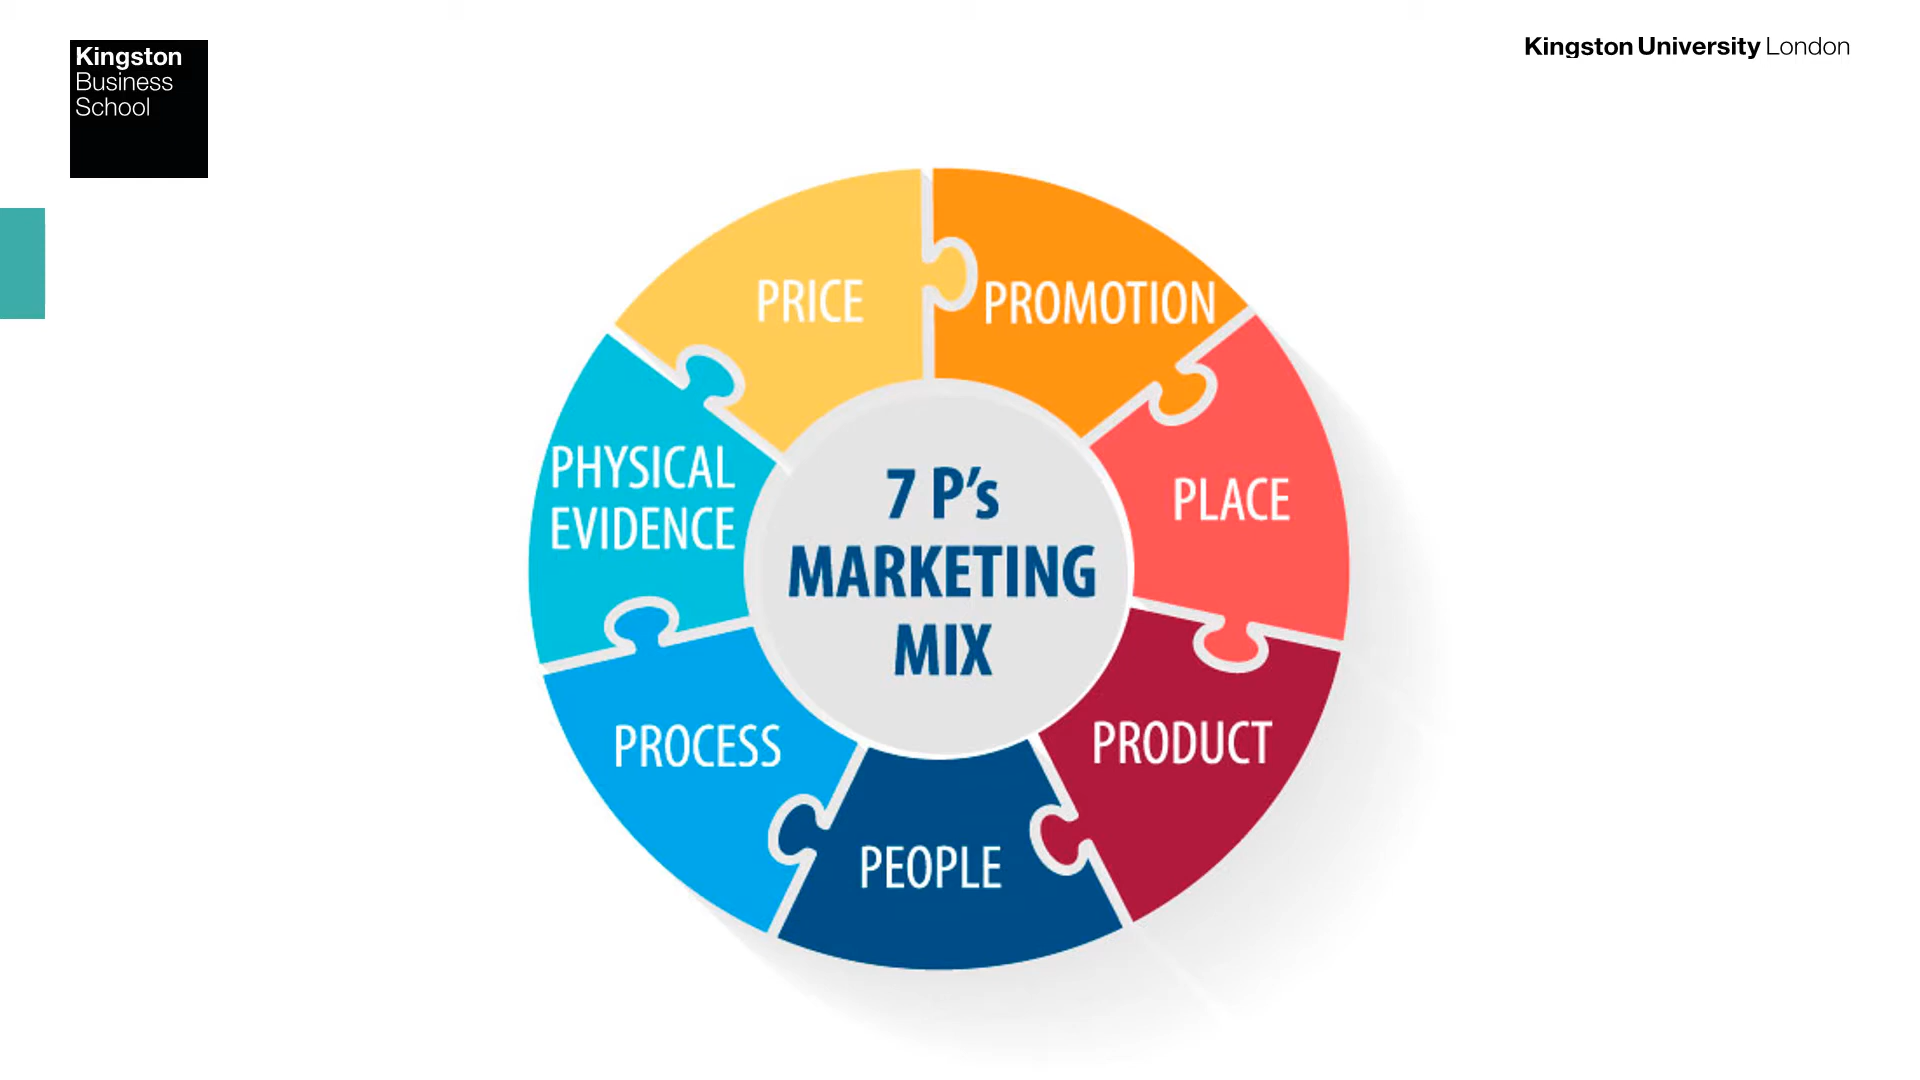 Kingston
Business
School
Kingston University London
PRICE
PROMOTION
PHYSICAL
EVIDENCE
PLACE
7 P's
MARKETING
MIX
PROCESS
PRODUCT
PEOPLE